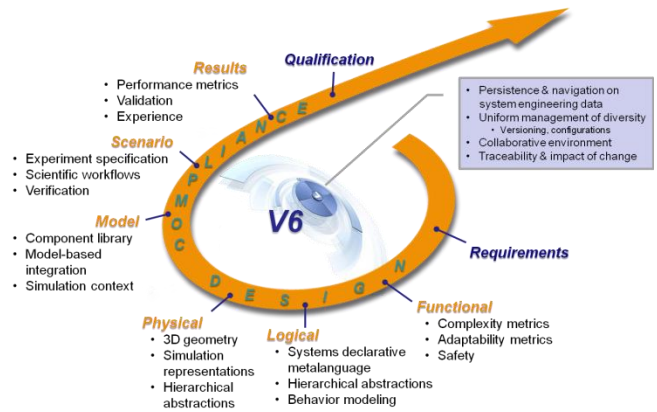 Qualification
Results
• Performance metrics
• Validation
• Experience
• Persistence & navigation on
system engineering data
• Uniform management of diversity
• Versioning, configurations
• Collaborative environment
• Traceability & impact of change
Scenario
• Experiment specification
• Scientific workflows
• Verification
COMPLIANCE
V6
Model
• Component library
• Model-based
integration
• Simulation context
Requirements
DESIGN
Functional
• Complexity metrics
• Adaptability metrics
• Safety
Physical
• 3D geometry
• Simulation
representations
• Hierarchical
abstractions
Logical
• Systems declarative
metalanguage
• Hierarchical abstractions
• Behavior modeling